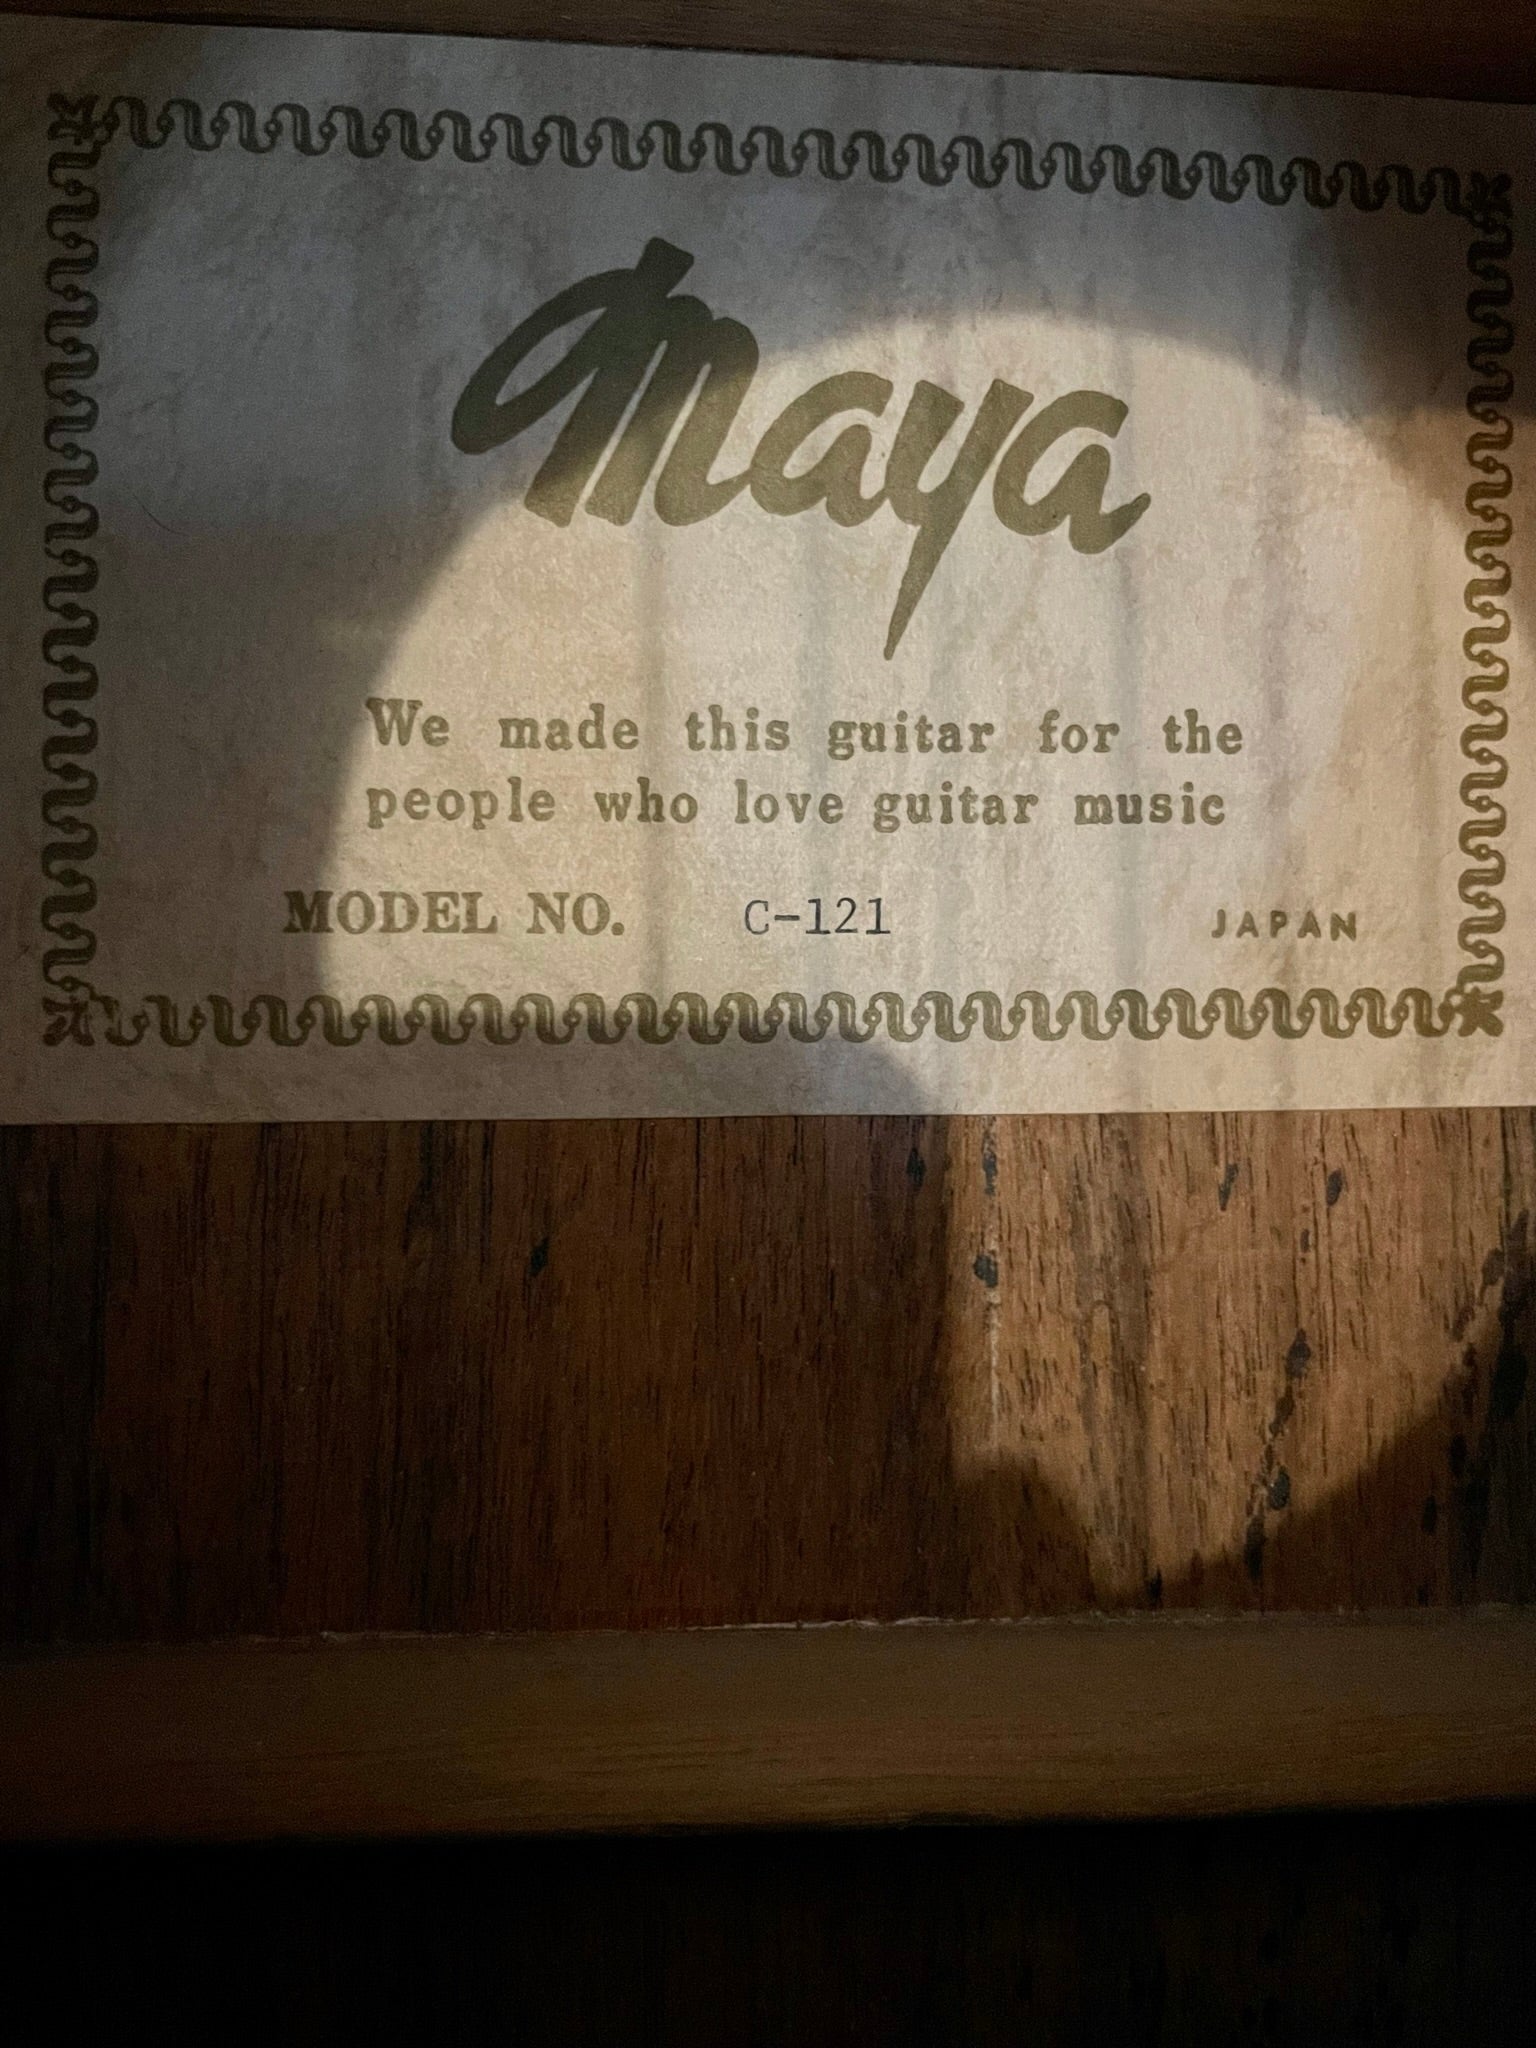 Maya
We made this guitar for the
people who love guitar music
MODEL NO. C-121 JAPAN